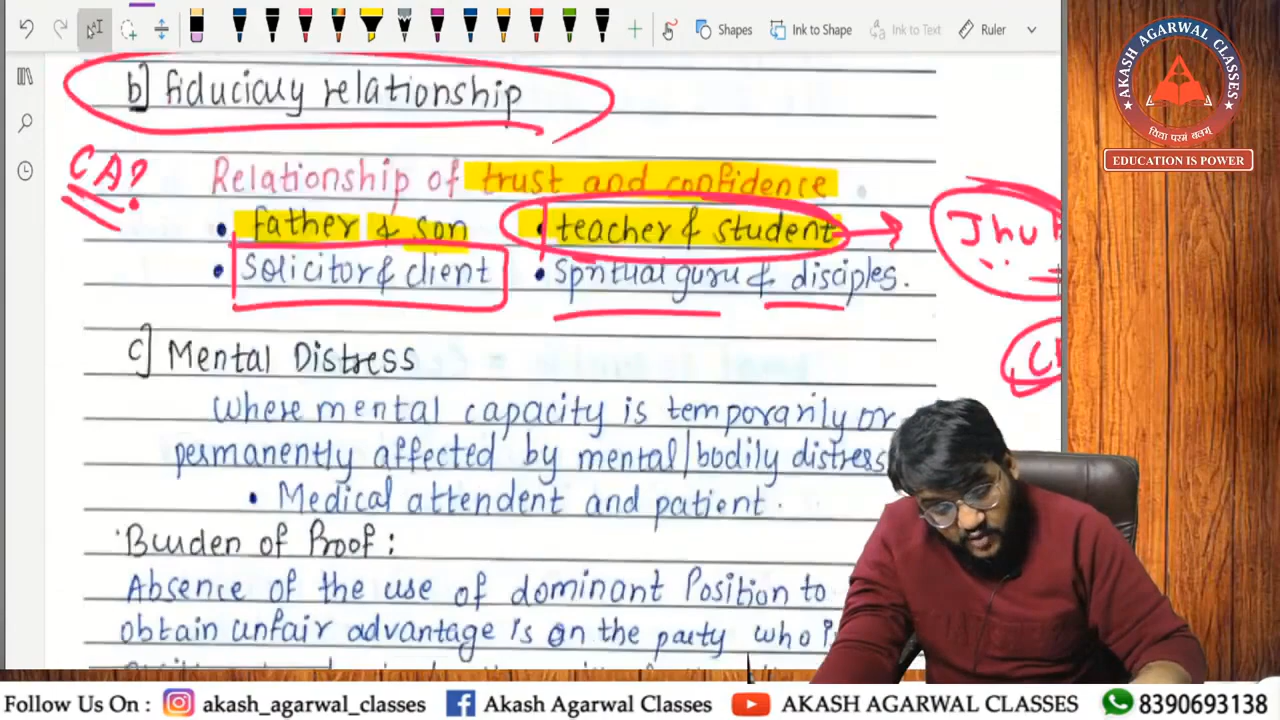 Shapes
Ink to Shape
Ink to Text
Ruler
AKASH AGARWAL CLASSES
विद्या परमं बलम्
EDUCATION IS POWER
b] fiduciary relationship
CA?
Relationship of trust and confidence.
• father & son • teacher & student
• Solicitor & client • Spritual guru & disciples.
c] Mental Distress
Where mental capacity is temporarily or
permanently affected by mental/bodily distress
• Medical attendent and patient.
Burden of Proof:
Absence of the use of dominant Position to
obtain unfair advantage is on the party who
Follow Us On : akash_agarwal_classes Akash Agarwal Classes AKASH AGARWAL CLASSES 8390693138